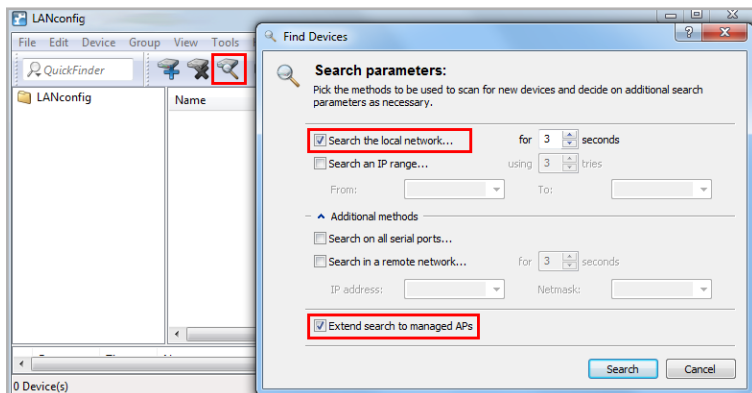 LANconfig
File Edit Device Group View Tools
QuickFinder
LANconfig
Name
0 Device(s)
Find Devices
Search parameters:
Pick the methods to be used to scan for new devices and decide on additional search
parameters as necessary.
Search the local network... for 3 seconds
Search an IP range... using 3 tries
From: To:
Additional methods
Search on all serial ports...
Search in a remote network... for 3 seconds
IP address: Netmask:
Extend search to managed APs
Search Cancel